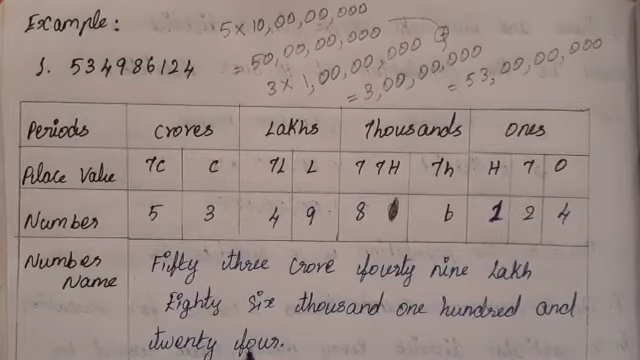 Example:
5 × 10,00,00,000
1. 534986124
= 50,00,00,000
3 × 1,00,00,000 +
= 3,00,00,000
= 53,00,00,000
Periods Crores Lakhs Thousands Ones
Place Value TC C TL L T TH Th H T O
Number 5 3 4 9 8 6 1 2 4
Number Name
Fifty three Crore fourty nine Lakh
Eighty Six thousand one hundred and
twenty four.